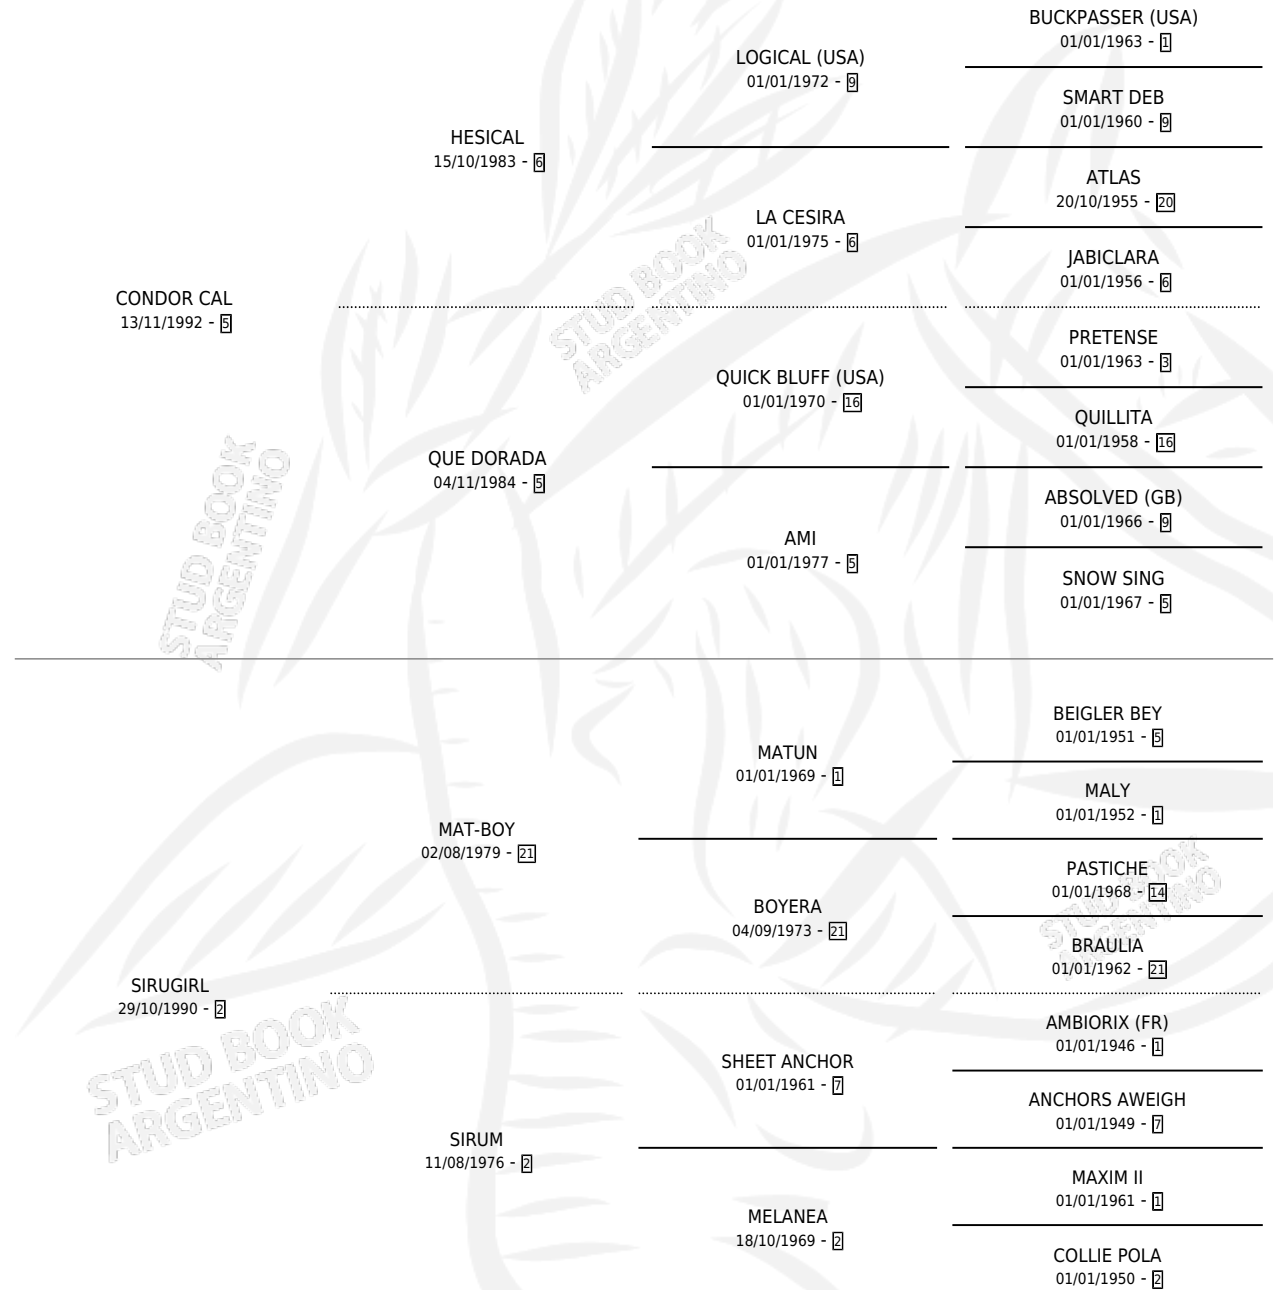 BUCKPASSER (USA)
01/01/1963 - 1
LOGICAL (USA)
01/01/1972 - 9
SMART DEB
01/01/1960 - 9
HESICAL
15/10/1983 - 6
ATLAS
20/10/1955 - 20
LA CESIRA
01/01/1975 - 6
JABICLARA
01/01/1956 - 6
CONDOR CAL
13/11/1992 - 5
PRETENSE
01/01/1963 - 3
QUICK BLUFF (USA)
01/01/1970 - 16
QUILLITA
01/01/1958 - 16
QUE DORADA
04/11/1984 - 5
ABSOLVED (GB)
01/01/1966 - 9
AMI
01/01/1977 - 5
SNOW SING
01/01/1967 - 5
BEIGLER BEY
01/01/1951 - 5
MATUN
01/01/1969 - 1
MALY
01/01/1952 - 1
MAT-BOY
02/08/1979 - 21
PASTICHE
01/01/1968 - 14
BOYERA
04/09/1973 - 21
BRAULIA
01/01/1962 - 21
SIRUGIRL
29/10/1990 - 2
AMBIORIX (FR)
01/01/1946 - 1
SHEET ANCHOR
01/01/1961 - 7
ANCHORS AWEIGH
01/01/1949 - 7
SIRUM
11/08/1976 - 2
MAXIM II
01/01/1961 - 1
MELANEA
18/10/1969 - 2
COLLIE POLA
01/01/1950 - 2
STUD BOOK
ARGENTINO
STUD BOOK
ARGENTINO
STUD BOOK
ARGENTINO
STUD BOOK
ARGENTINO